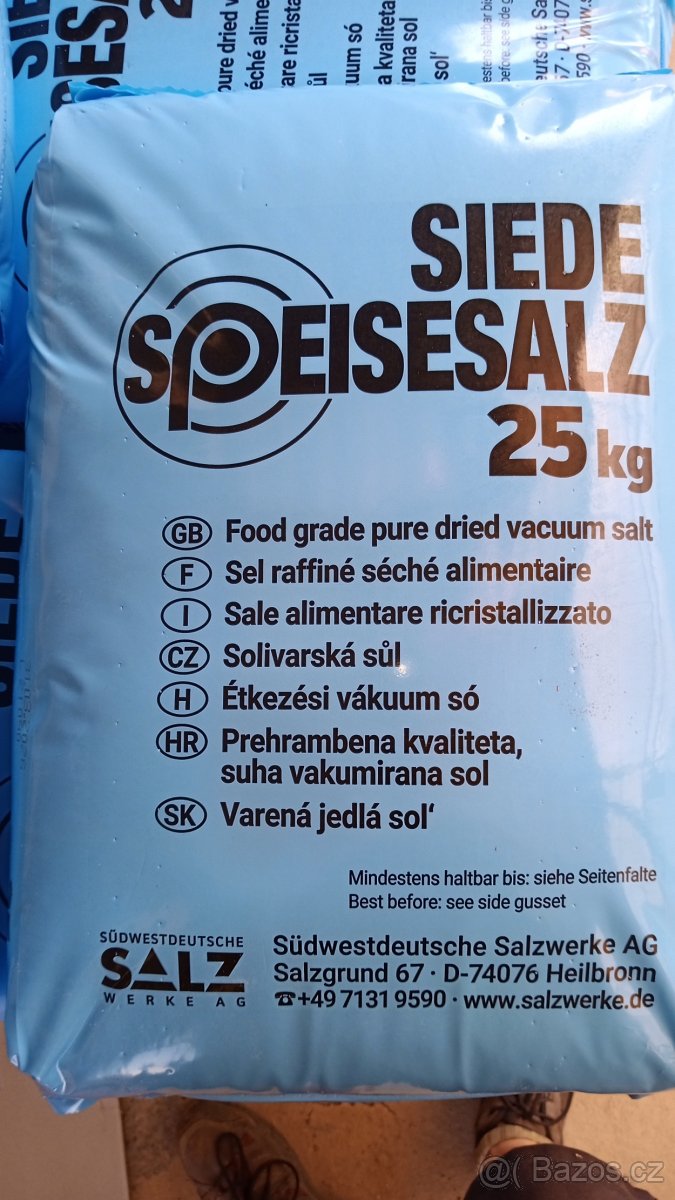 SIEDE
SPEISESALZ
25 kg
GB Food grade pure dried vacuum salt
F Sel raffiné séché alimentaire
I Sale alimentare ricristallizzato
CZ Solivarská sůl
H Étkezési vákuum só
HR Prehrambena kvaliteta,
suha vakumirana sol
SK Varená jedlá sol‘
Mindestens haltbar bis: siehe Seitenfalte
Best before: see side gusset
SÜDWESTDEUTSCHE
SALZ
WERKE AG
Südwestdeutsche Salzwerke AG
Salzgrund 67 · D-74076 Heilbronn
☎+49 7131 9590 · www.salzwerke.de
@( Bazos.cz